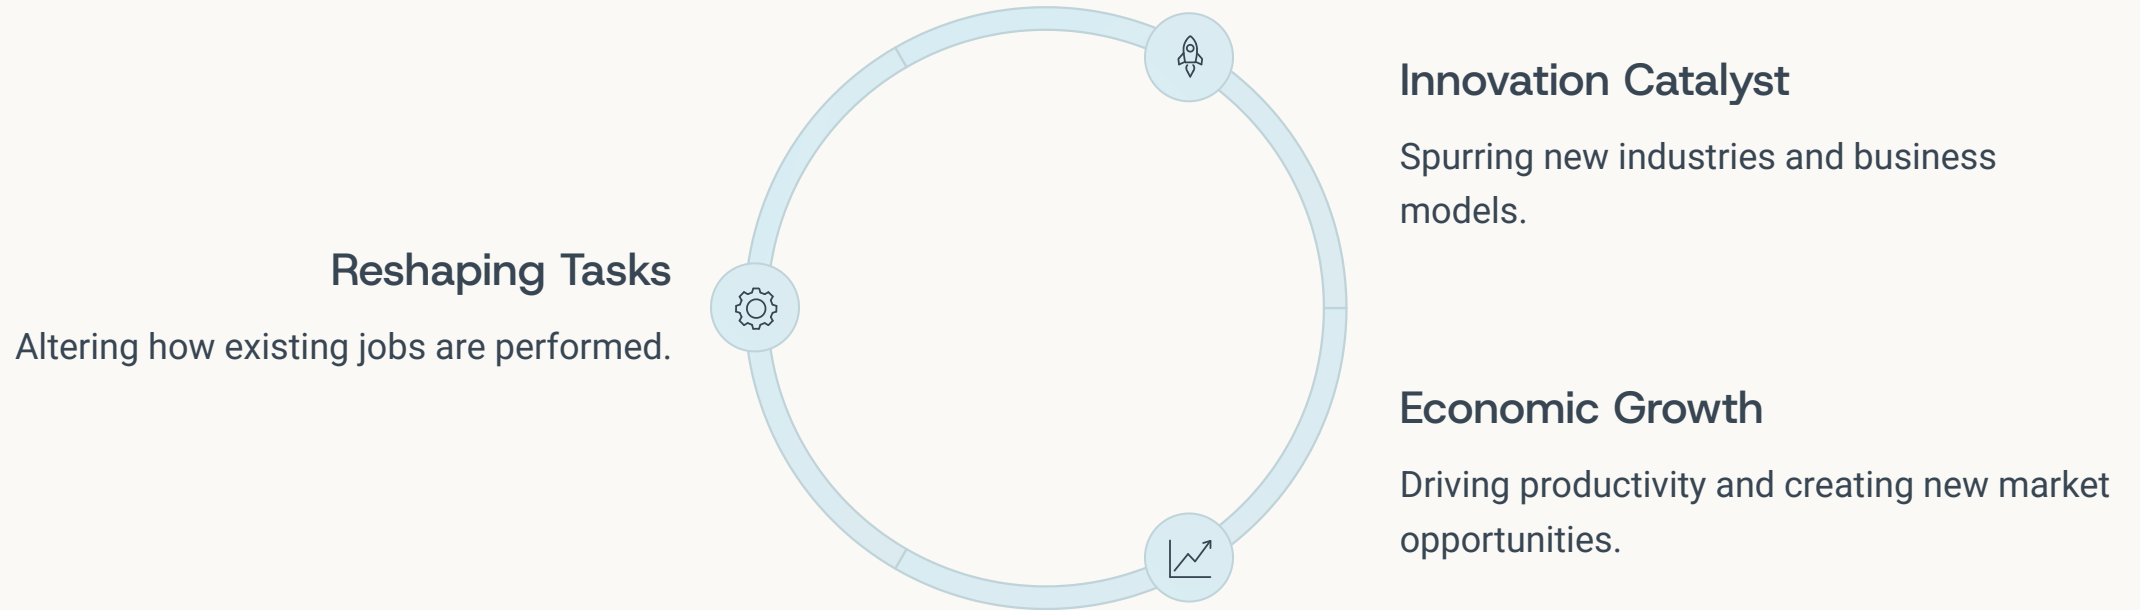 Innovation Catalyst
Spurring new industries and business
models.
Reshaping Tasks
Altering how existing jobs are performed.
Economic Growth
Driving productivity and creating new market
opportunities.